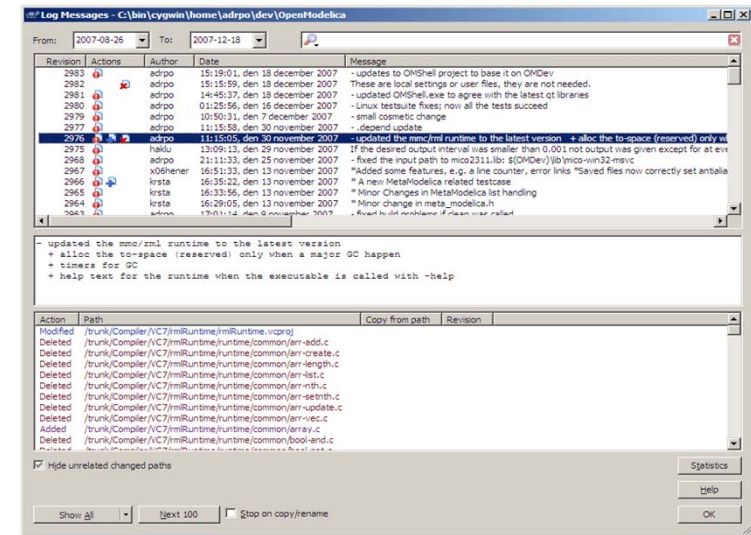 Log Messages - C:\bin\cygwin\home\adrpo\dev\OpenModelica
From: 2007-08-26 To: 2007-12-18
Revision Actions Author Date Message
2983 adrpo 15:19:01, den 18 december 2007 - updates to OMShell project to base it on OMDev
2982 adrpo 15:15:59, den 18 december 2007 These are local settings or user files, they are not needed.
2981 adrpo 14:45:37, den 18 december 2007 - updated OMShell.exe to agree with the latest qt libraries
2980 adrpo 01:25:56, den 16 december 2007 - Linux testsuite fixes; now all the tests succeed
2979 adrpo 10:50:31, den 7 december 2007 - small cosmetic change
2977 adrpo 11:15:58, den 30 november 2007 - .depend update
2976 adrpo 11:15:05, den 30 november 2007 - updated the mmc/rml runtime to the latest version + alloc the to-space (reserved) only w
2975 haklu 13:09:13, den 29 november 2007 If the desired output interval was smaller than 0.001 not output was given except for at eve
2968 adrpo 21:11:33, den 25 november 2007 - fixed the input path to mico2311.lib: $(OMDev)\lib\mico-win32-msvc
2967 x06hener 16:51:33, den 13 november 2007 "Added some features, e.g. a line counter, error links "Saved files now correctly set antialia
2966 krsta 16:35:22, den 13 november 2007 " A new MetaModelica related testcase
2965 krsta 16:33:56, den 13 november 2007 " Minor Changes in MetaModelica list handling
2964 krsta 16:29:05, den 13 november 2007 " Minor change in meta_modelica.h
2963 adrpo 17:01:14, den 9 november 2007 - fixed build problems if clean was called
- updated the mmc/rml runtime to the latest version
+ alloc the to-space (reserved) only when a major GC happen
+ timers for GC
+ help text for the runtime when the executable is called with -help
Action Path Copy from path Revision
Modified /trunk/Compiler/VC7/rmlRuntime/rmlRuntime.vcproj
Deleted /trunk/Compiler/VC7/rmlRuntime/runtime/common/arr-add.c
Deleted /trunk/Compiler/VC7/rmlRuntime/runtime/common/arr-create.c
Deleted /trunk/Compiler/VC7/rmlRuntime/runtime/common/arr-length.c
Deleted /trunk/Compiler/VC7/rmlRuntime/runtime/common/arr-list.c
Deleted /trunk/Compiler/VC7/rmlRuntime/runtime/common/arr-nth.c
Deleted /trunk/Compiler/VC7/rmlRuntime/runtime/common/arr-setnth.c
Deleted /trunk/Compiler/VC7/rmlRuntime/runtime/common/arr-update.c
Deleted /trunk/Compiler/VC7/rmlRuntime/runtime/common/arr-vec.c
Added /trunk/Compiler/VC7/rmlRuntime/runtime/common/array.c
Deleted /trunk/Compiler/VC7/rmlRuntime/runtime/common/bool-and.c
Hide unrelated changed paths
Statistics
Help
Show All Next 100 Stop on copy/rename OK